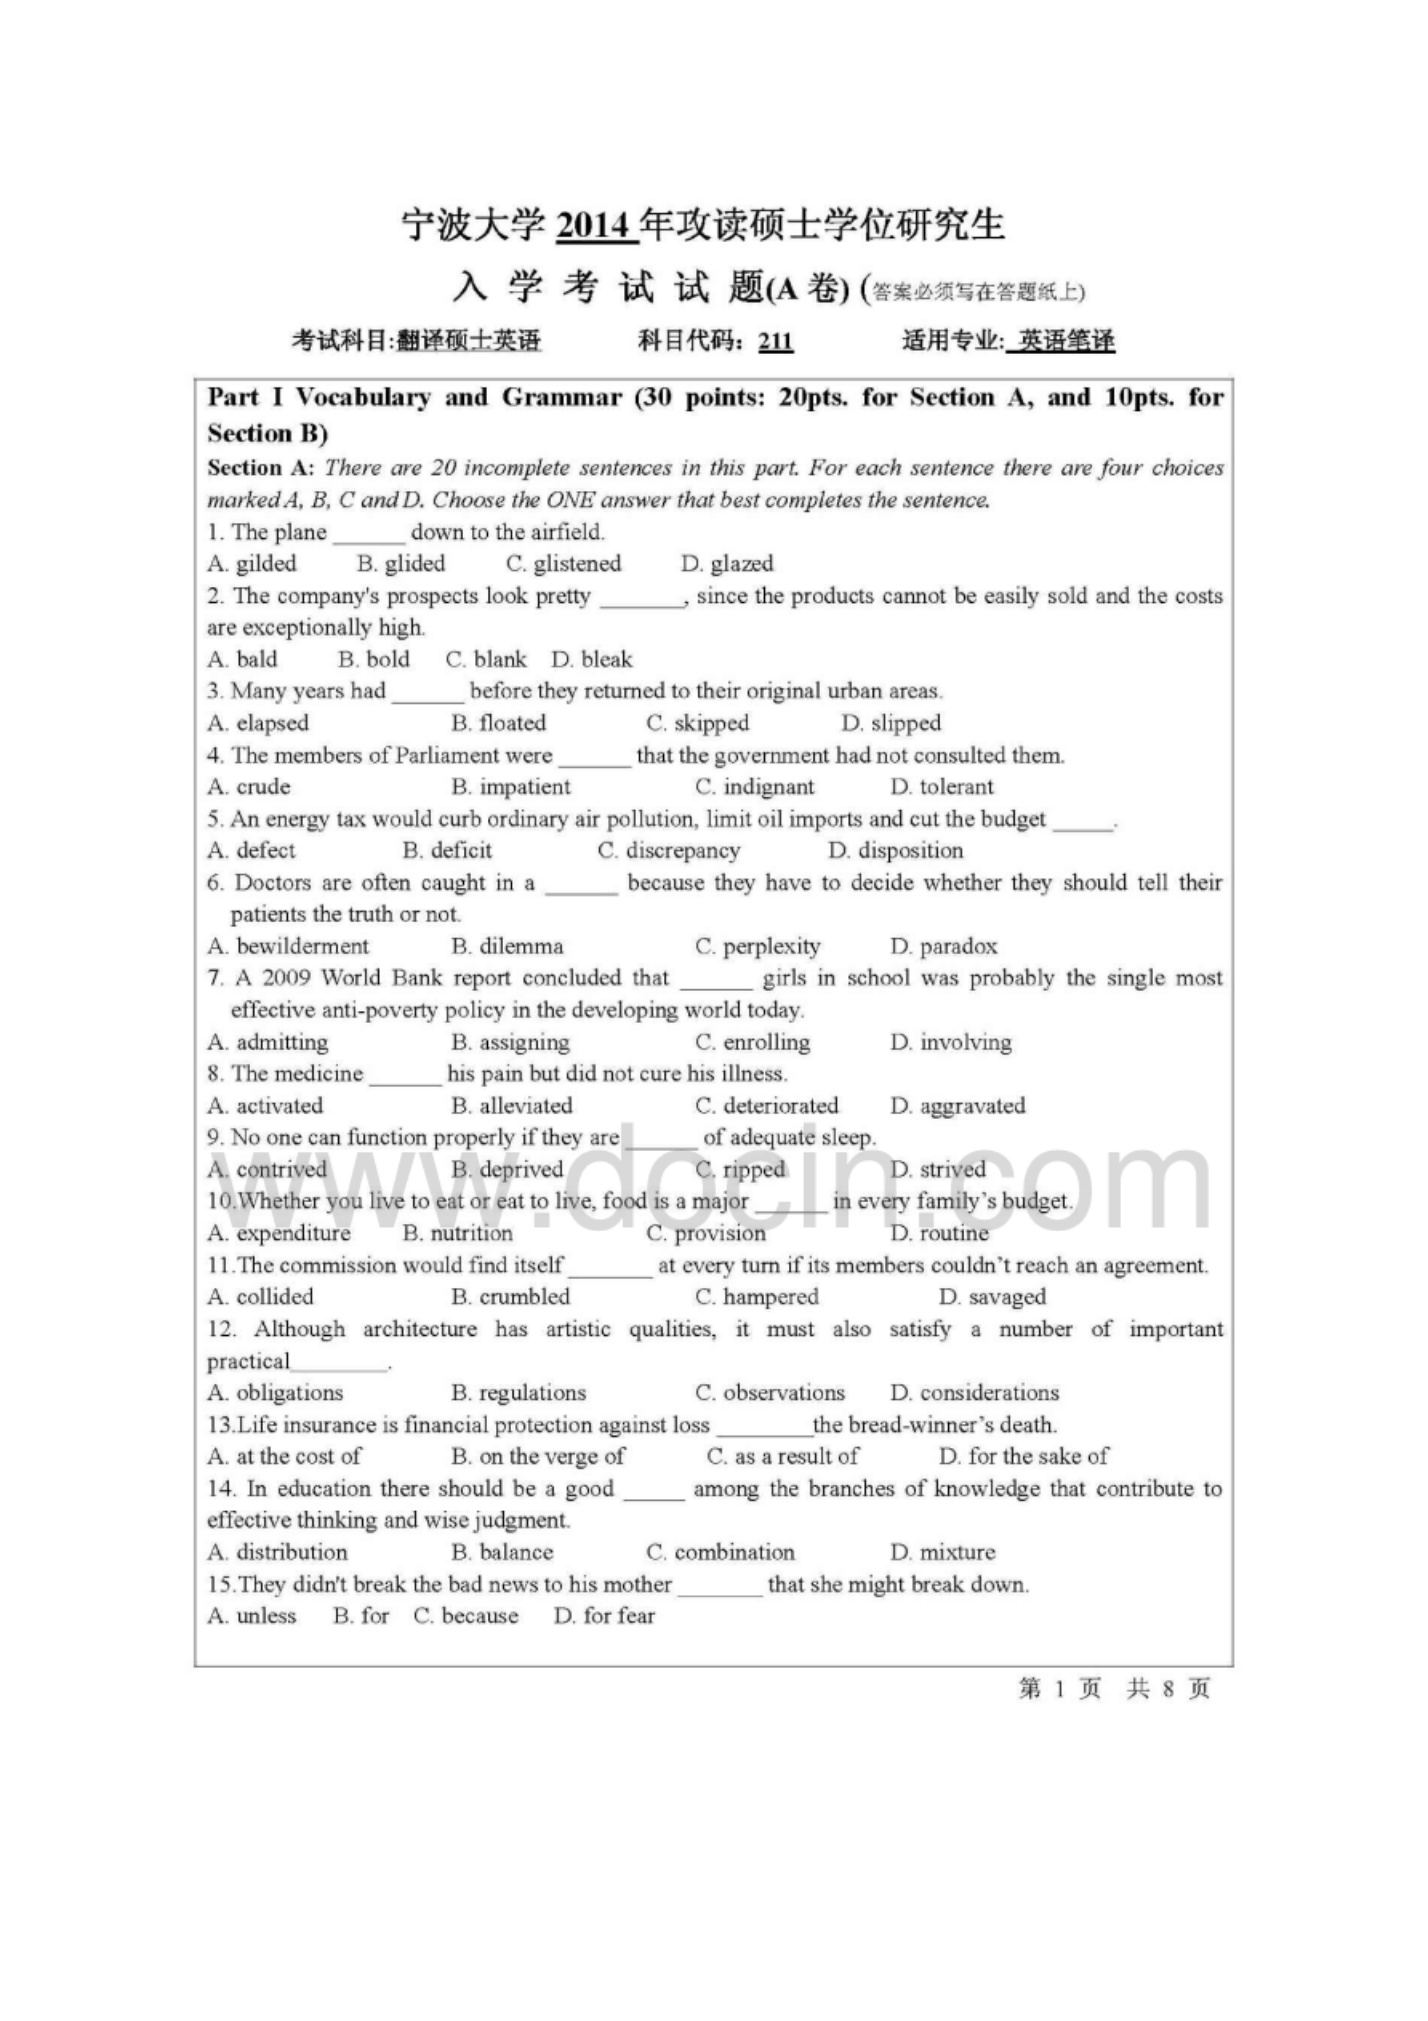 宁波大学 2014 年攻读硕士学位研究生
入 学 考 试 试 题(A 卷) (答案必须写在答题纸上)
考试科目:翻译硕士英语 科目代码：211 适用专业: 英语笔译
Part I Vocabulary and Grammar (30 points: 20pts. for Section A, and 10pts. for
Section B)
Section A: There are 20 incomplete sentences in this part. For each sentence there are four choices
marked A, B, C and D. Choose the ONE answer that best completes the sentence.
1. The plane ______ down to the airfield.
A. gilded B. glided C. glistened D. glazed
2. The company's prospects look pretty _______, since the products cannot be easily sold and the costs
are exceptionally high.
A. bald B. bold C. blank D. bleak
3. Many years had ______ before they returned to their original urban areas.
A. elapsed B. floated C. skipped D. slipped
4. The members of Parliament were ______ that the government had not consulted them.
A. crude B. impatient C. indignant D. tolerant
5. An energy tax would curb ordinary air pollution, limit oil imports and cut the budget _____.
A. defect B. deficit C. discrepancy D. disposition
6. Doctors are often caught in a ______ because they have to decide whether they should tell their
patients the truth or not.
A. bewilderment B. dilemma C. perplexity D. paradox
7. A 2009 World Bank report concluded that ______ girls in school was probably the single most
effective anti-poverty policy in the developing world today.
A. admitting B. assigning C. enrolling D. involving
8. The medicine ______ his pain but did not cure his illness.
A. activated B. alleviated C. deteriorated D. aggravated
9. No one can function properly if they are ______ of adequate sleep.
A. contrived B. deprived C. ripped D. strived
10.Whether you live to eat or eat to live, food is a major ______ in every family’s budget.
A. expenditure B. nutrition C. provision D. routine
11.The commission would find itself _______ at every turn if its members couldn’t reach an agreement.
A. collided B. crumbled C. hampered D. savaged
12. Although architecture has artistic qualities, it must also satisfy a number of important
practical________.
A. obligations B. regulations C. observations D. considerations
13.Life insurance is financial protection against loss ________the bread-winner’s death.
A. at the cost of B. on the verge of C. as a result of D. for the sake of
14. In education there should be a good _____ among the branches of knowledge that contribute to
effective thinking and wise judgment.
A. distribution B. balance C. combination D. mixture
15.They didn't break the bad news to his mother _______ that she might break down.
A. unless B. for C. because D. for fear
第 1 页 共 8 页
www.docin.com